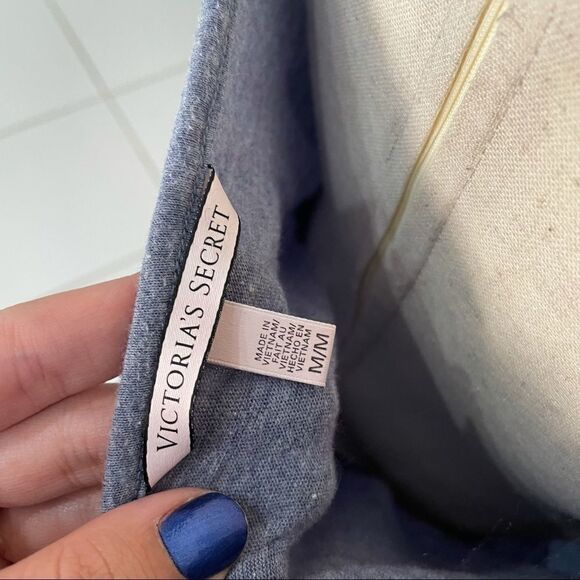 VICTORIA'S SECRET
MADE IN
VIETNAM/
FAIT AU
VIETNAM/
HECHO EN
VIETNAM
M/M